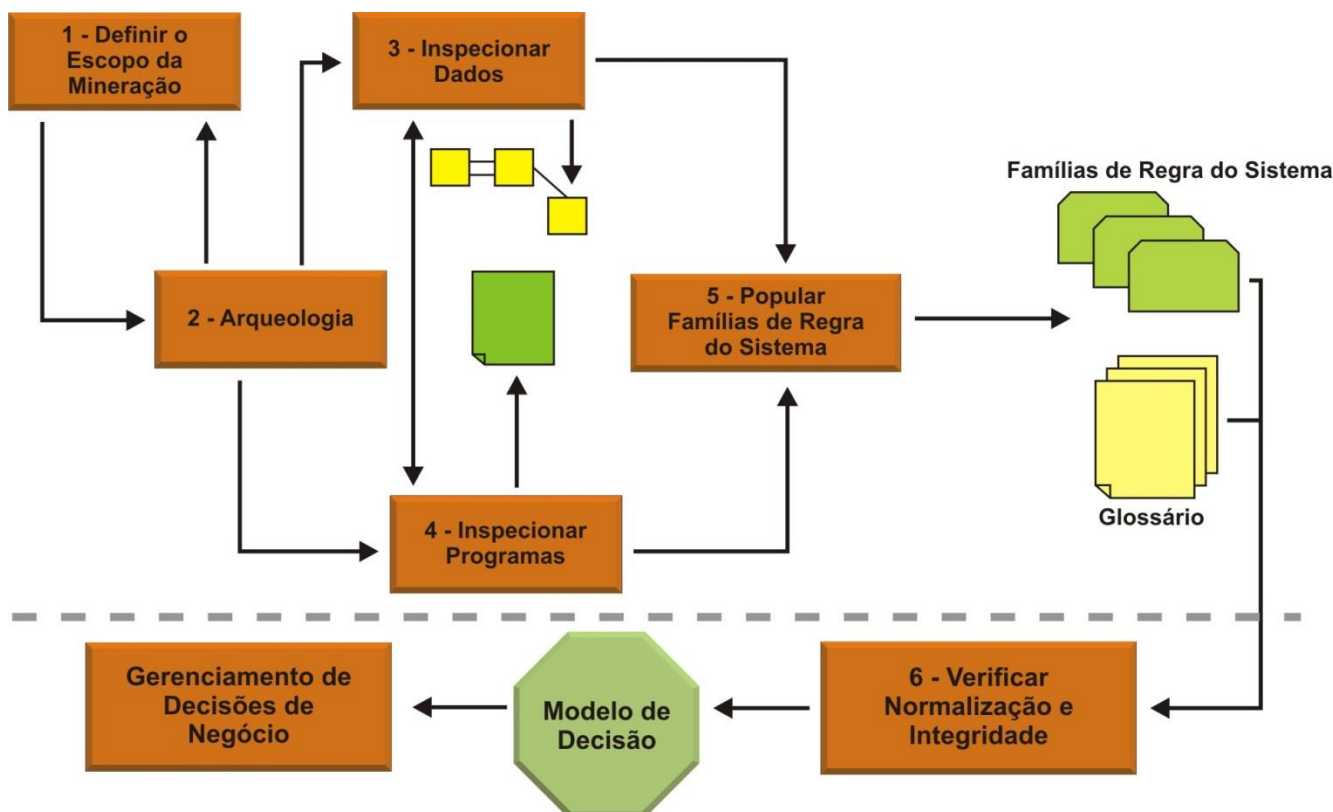 1 - Definir o
Escopo da
Mineração
3 - Inspecionar
Dados
Famílias de Regra do Sistema
2 - Arqueologia
5 - Popular
Famílias de Regra
do Sistema
4 - Inspecionar
Programas
Glossário
Gerenciamento de
Decisões de
Negócio
Modelo de
Decisão
6 - Verificar
Normalização e
Integridade